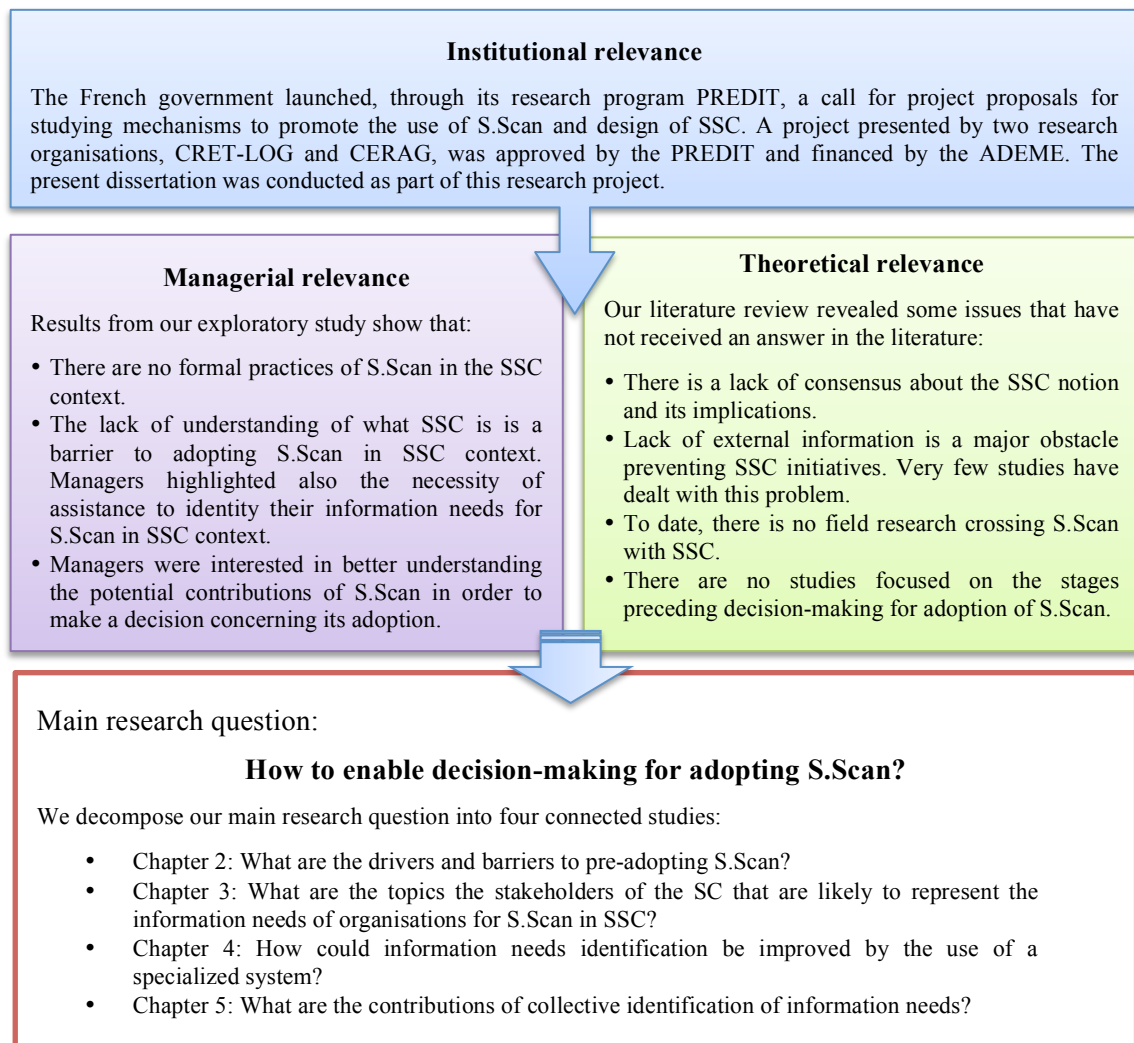 Institutional relevance
The French government launched, through its research program PREDIT, a call for project proposals for
studying mechanisms to promote the use of S.Scan and design of SSC. A project presented by two research
organisations, CRET-LOG and CERAG, was approved by the PREDIT and financed by the ADEME. The
present dissertation was conducted as part of this research project.
Managerial relevance
Results from our exploratory study show that:
• There are no formal practices of S.Scan in the SSC
context.
• The lack of understanding of what SSC is is a
barrier to adopting S.Scan in SSC context.
Managers highlighted also the necessity of
assistance to identity their information needs for
S.Scan in SSC context.
• Managers were interested in better understanding
the potential contributions of S.Scan in order to
make a decision concerning its adoption.
Theoretical relevance
Our literature review revealed some issues that have
not received an answer in the literature:
• There is a lack of consensus about the SSC notion
and its implications.
• Lack of external information is a major obstacle
preventing SSC initiatives. Very few studies have
dealt with this problem.
• To date, there is no field research crossing S.Scan
with SSC.
• There are no studies focused on the stages
preceding decision-making for adoption of S.Scan.
Main research question:
How to enable decision-making for adopting S.Scan?
We decompose our main research question into four connected studies:
• Chapter 2: What are the drivers and barriers to pre-adopting S.Scan?
• Chapter 3: What are the topics the stakeholders of the SC that are likely to represent the
information needs of organisations for S.Scan in SSC?
• Chapter 4: How could information needs identification be improved by the use of a
specialized system?
• Chapter 5: What are the contributions of collective identification of information needs?